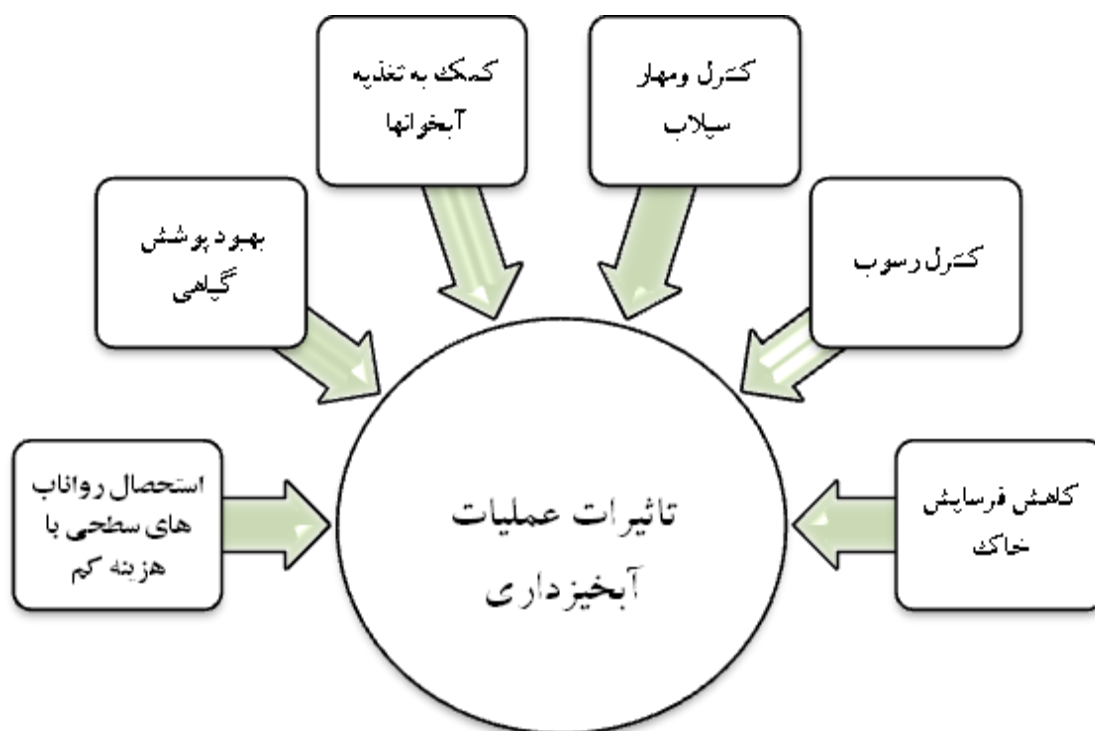 کنترل ومهار
سیلاب
کمک به تغذیه
آبخوانها
کنترل رسوب
بهبود پوشش
گیاهی
کاهش فرسایش
خاک
استحصال رواناب
های سطحی با
هزینه کم
تاثیرات عملیات
آبخیزداری